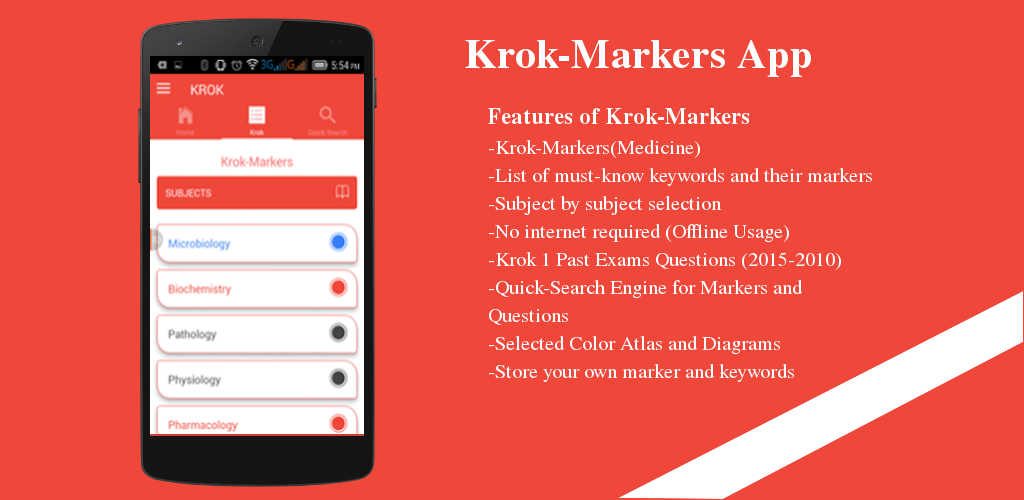 Krok-Markers App
Features of Krok-Markers
-Krok-Markers(Medicine)
-List of must-know keywords and their markers
-Subject by subject selection
-No internet required (Offline Usage)
-Krok 1 Past Exams Questions (2015-2010)
-Quick-Search Engine for Markers and
Questions
-Selected Color Atlas and Diagrams
-Store your own marker and keywords
3G G 5:54 PM
KROK
Home Krok Quick Search
Krok-Markers
SUBJECTS
Microbiology
Biochemistry
Pathology
Physiology
Pharmacology